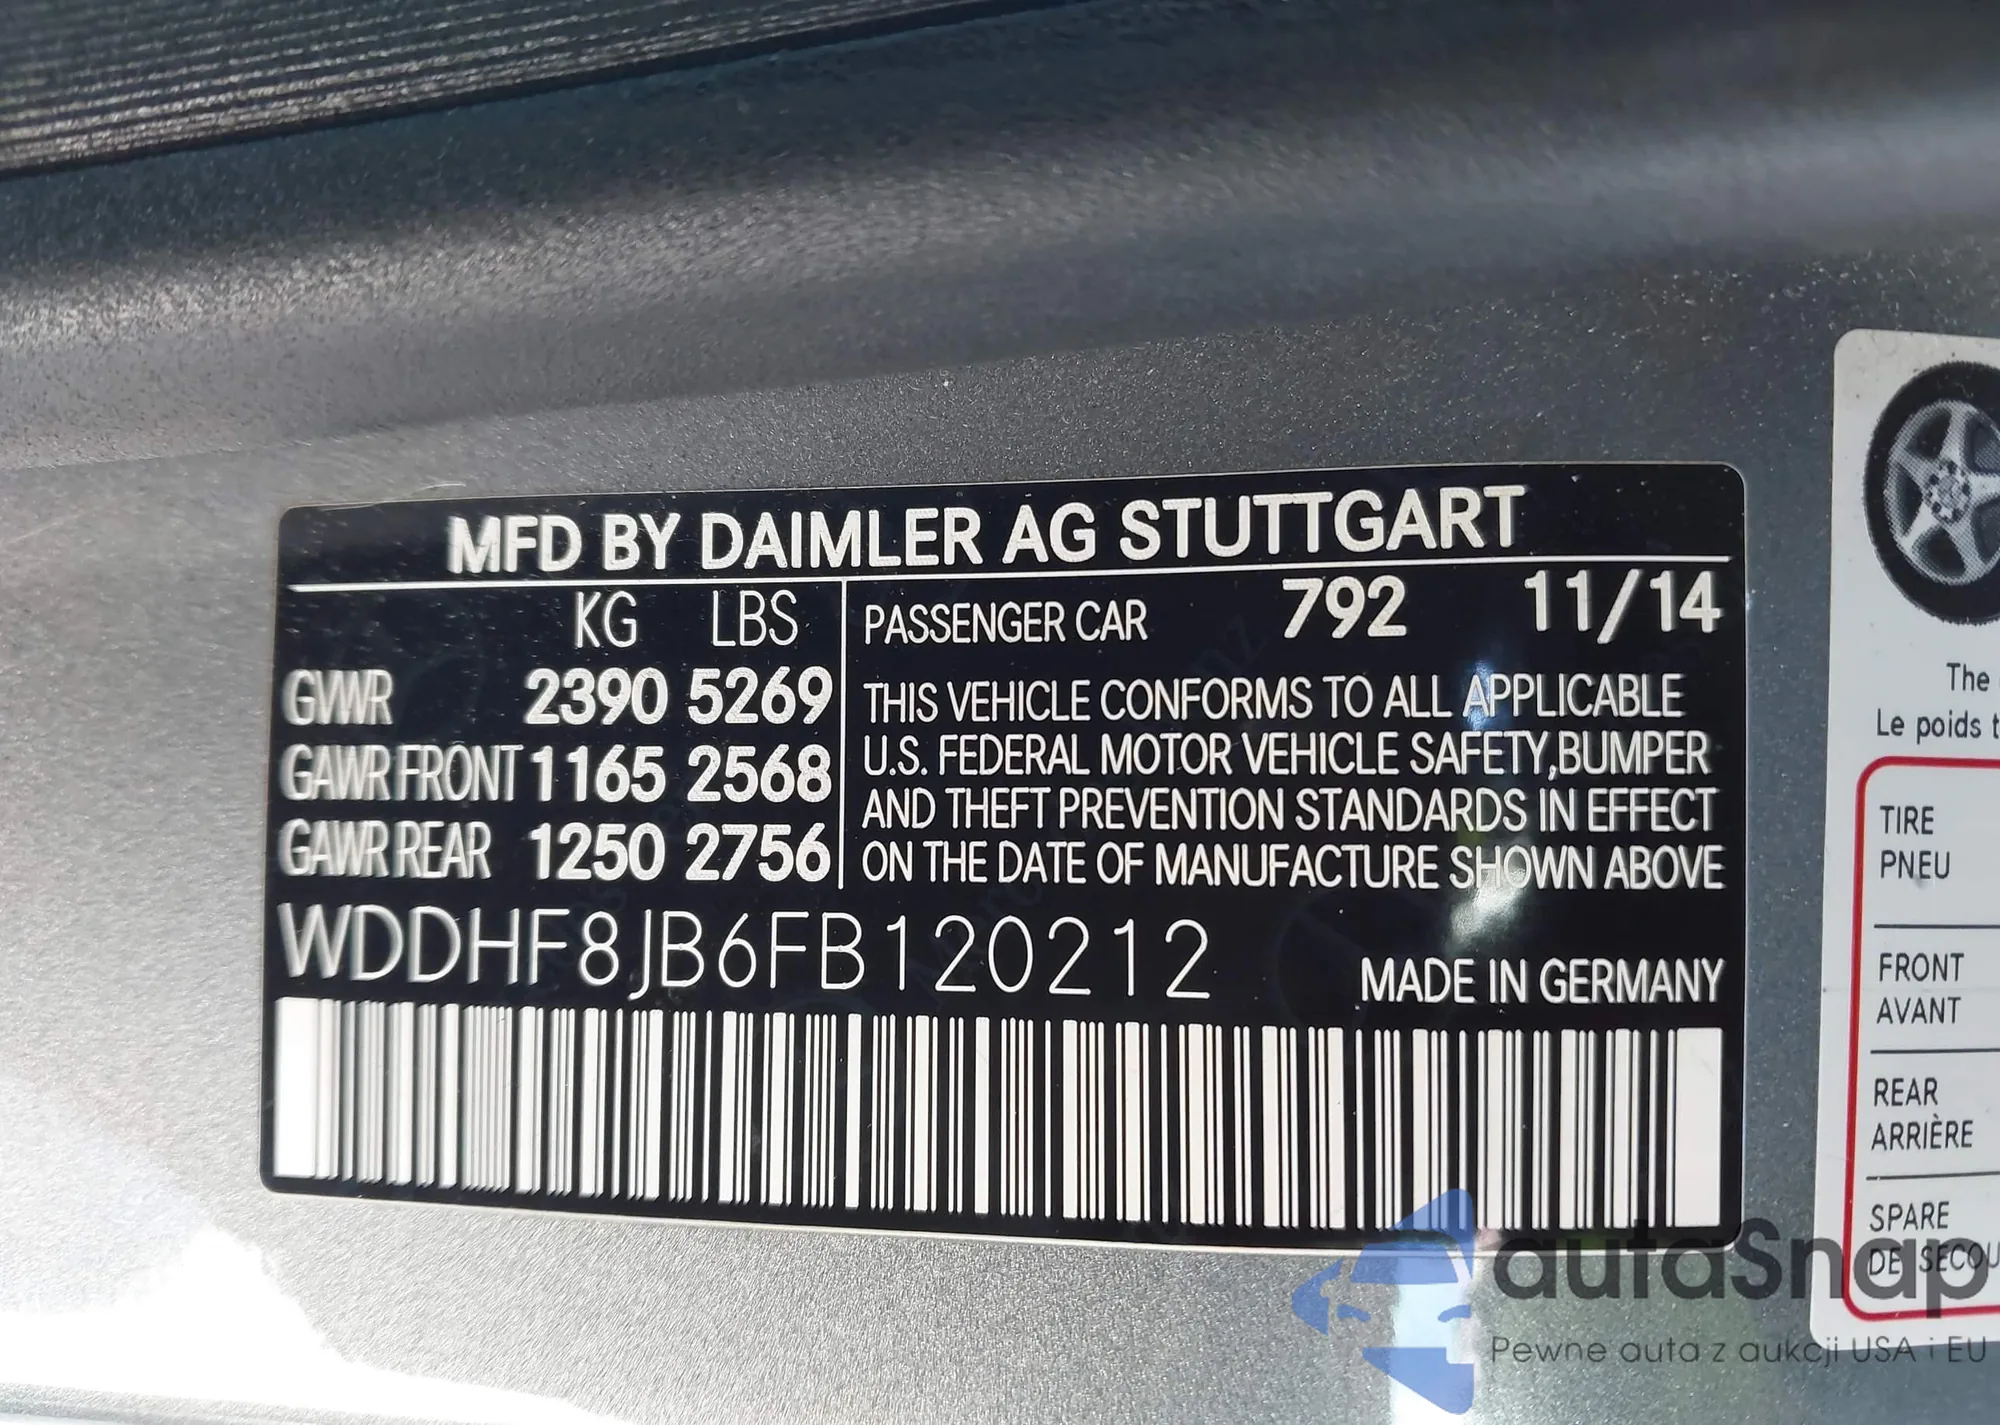 MFD BY DAIMLER AG STUTTGART
KG LBS
GVWR 2390 5269
GAWR FRONT 1165 2568
GAWR REAR 1250 2756
PASSENGER CAR 792 11/14
THIS VEHICLE CONFORMS TO ALL APPLICABLE
U.S. FEDERAL MOTOR VEHICLE SAFETY,BUMPER
AND THEFT PREVENTION STANDARDS IN EFFECT
ON THE DATE OF MANUFACTURE SHOWN ABOVE
WDDHF8JB6FB120212
MADE IN GERMANY
The
Le poids
TIRE
PNEU
FRONT
AVANT
REAR
ARRIÈRE
SPARE
DE
autaSnap
Pewne auta z aukcji USA i EU